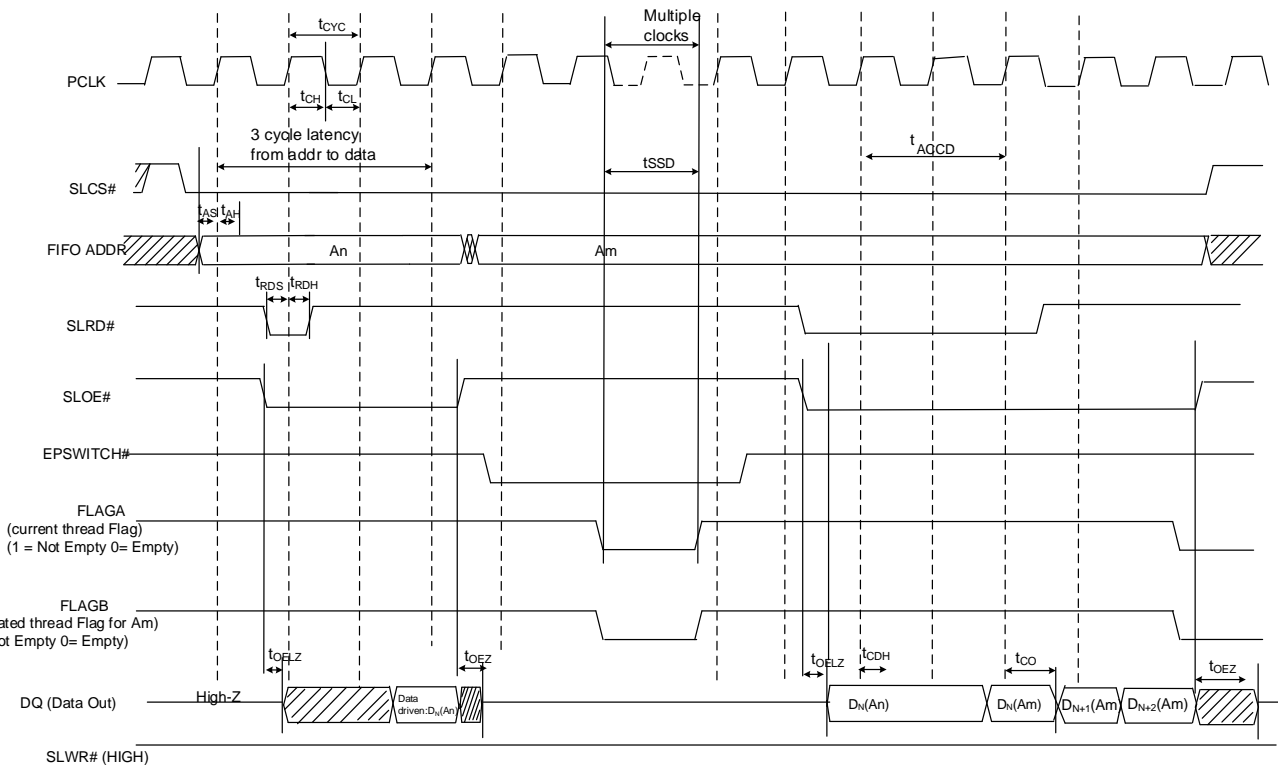 Multiple
clocks
tCYC
PCLK
tCH
tCL
3 cycle latency
from addr to data
tACCD
tSSD
SLCS#
tAS
tAH
FIFO ADDR
An
Am
tRDS
tRDH
SLRD#
SLOE#
EPSWITCH#
FLAGA
(current thread Flag)
(1 = Not Empty 0= Empty)
FLAGB
ated thread Flag for Am)
ot Empty 0= Empty)
tOELZ
tOEZ
tOELZ
tCDH
tCO
tOEZ
DQ (Data Out)
High-Z
Data
driven:DN(An)
DN(An)
DN(Am)
DN+1(Am)
DN+2(Am)
SLWR# (HIGH)